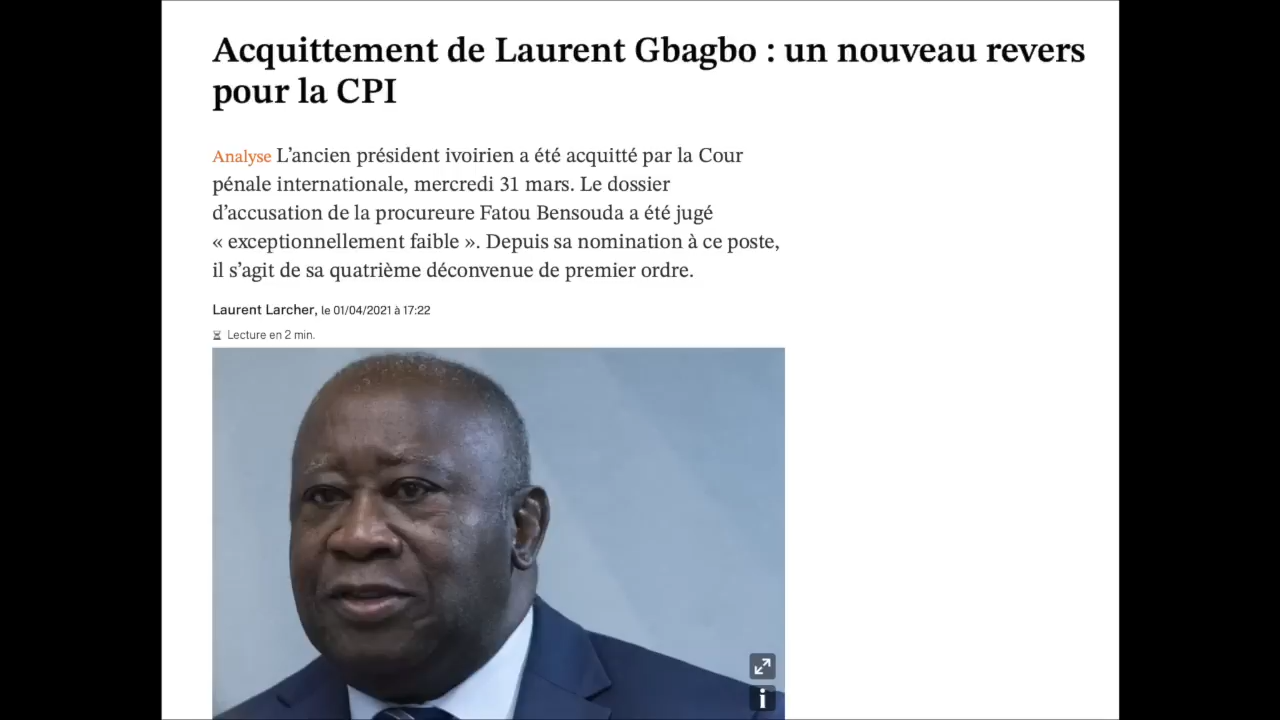 Acquittement de Laurent Gbagbo : un nouveau revers
pour la CPI
Analyse L’ancien président ivoirien a été acquitté par la Cour
pénale internationale, mercredi 31 mars. Le dossier
d’accusation de la procureure Fatou Bensouda a été jugé
« exceptionnellement faible ». Depuis sa nomination à ce poste,
il s’agit de sa quatrième déconvenue de premier ordre.
Laurent Larcher, le 01/04/2021 à 17:22
Lecture en 2 min.
i